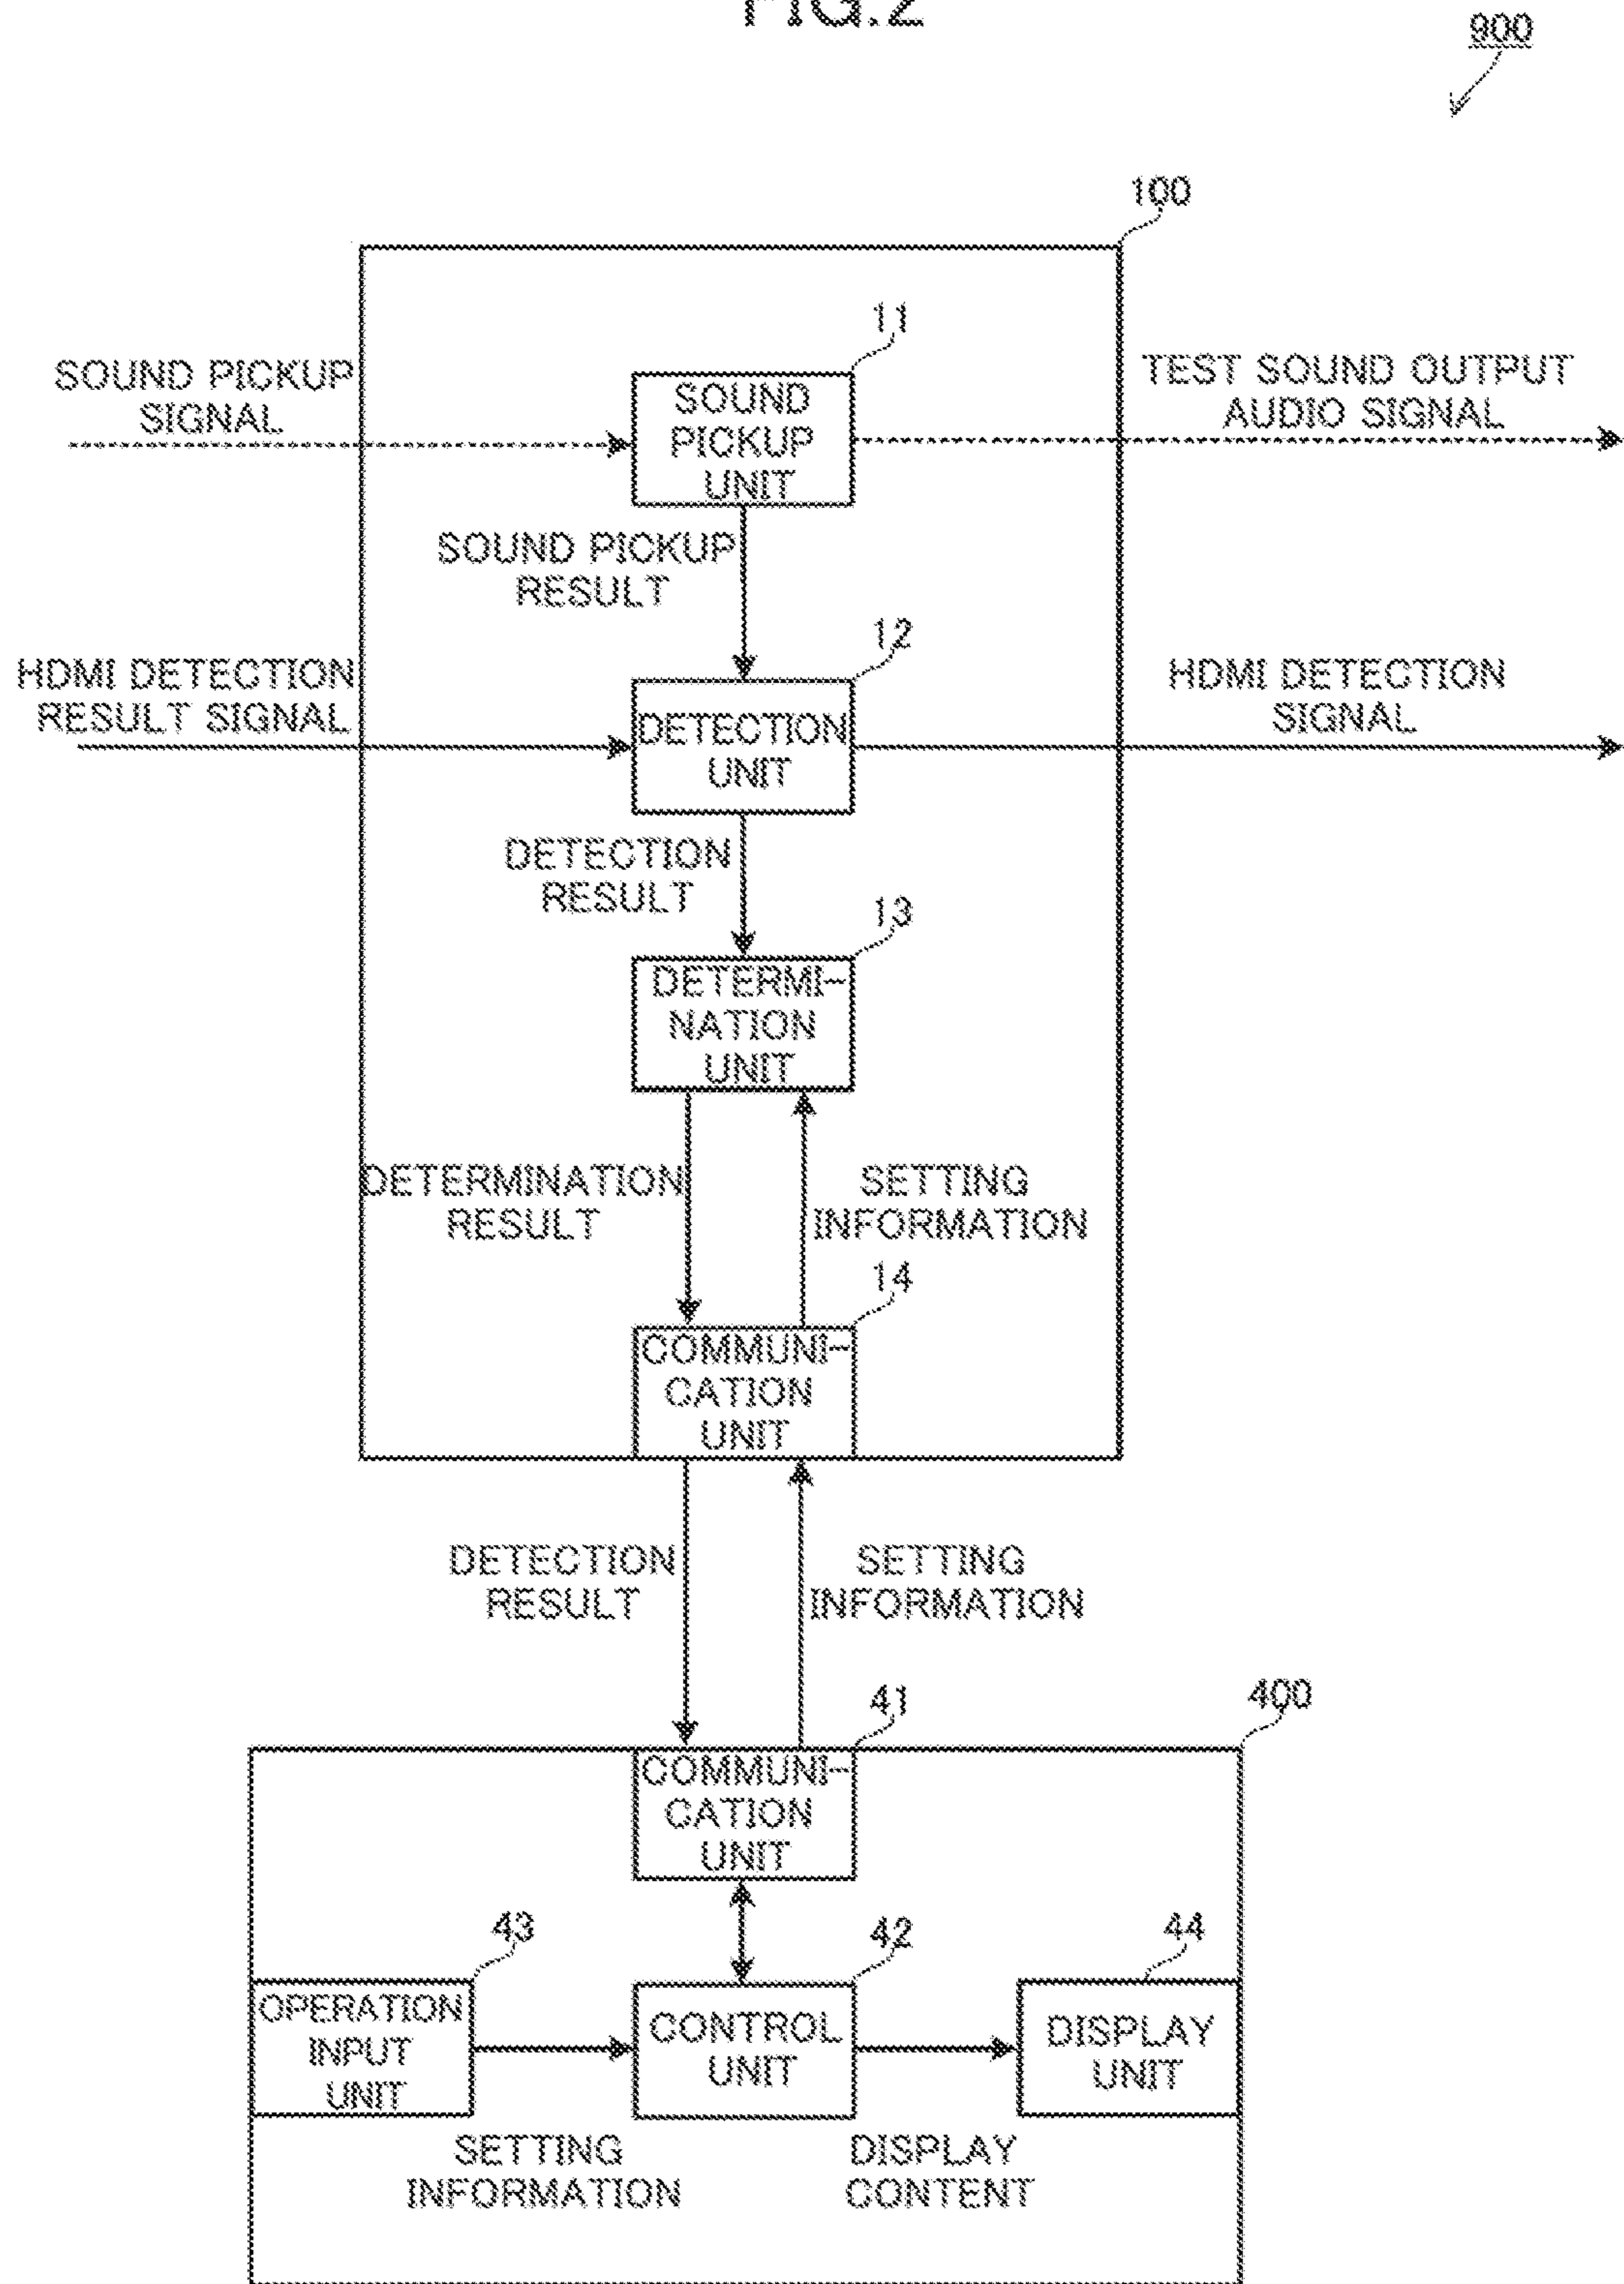 FIG.2
900
100
11
SOUND PICKUP
SIGNAL
SOUND
PICKUP
UNIT
TEST SOUND OUTPUT
AUDIO SIGNAL
SOUND PICKUP
RESULT
12
HDMI DETECTION
RESULT SIGNAL
DETECTION
UNIT
HDMI DETECTION
SIGNAL
DETECTION
RESULT
13
DETERMI-
NATION
UNIT
DETERMINATION
RESULT
SETTING
INFORMATION
14
COMMUNI-
CATION
UNIT
DETECTION
RESULT
SETTING
INFORMATION
41
400
COMMUNI-
CATION
UNIT
43
42
44
OPERATION
INPUT
UNIT
CONTROL
UNIT
DISPLAY
UNIT
SETTING
INFORMATION
DISPLAY
CONTENT